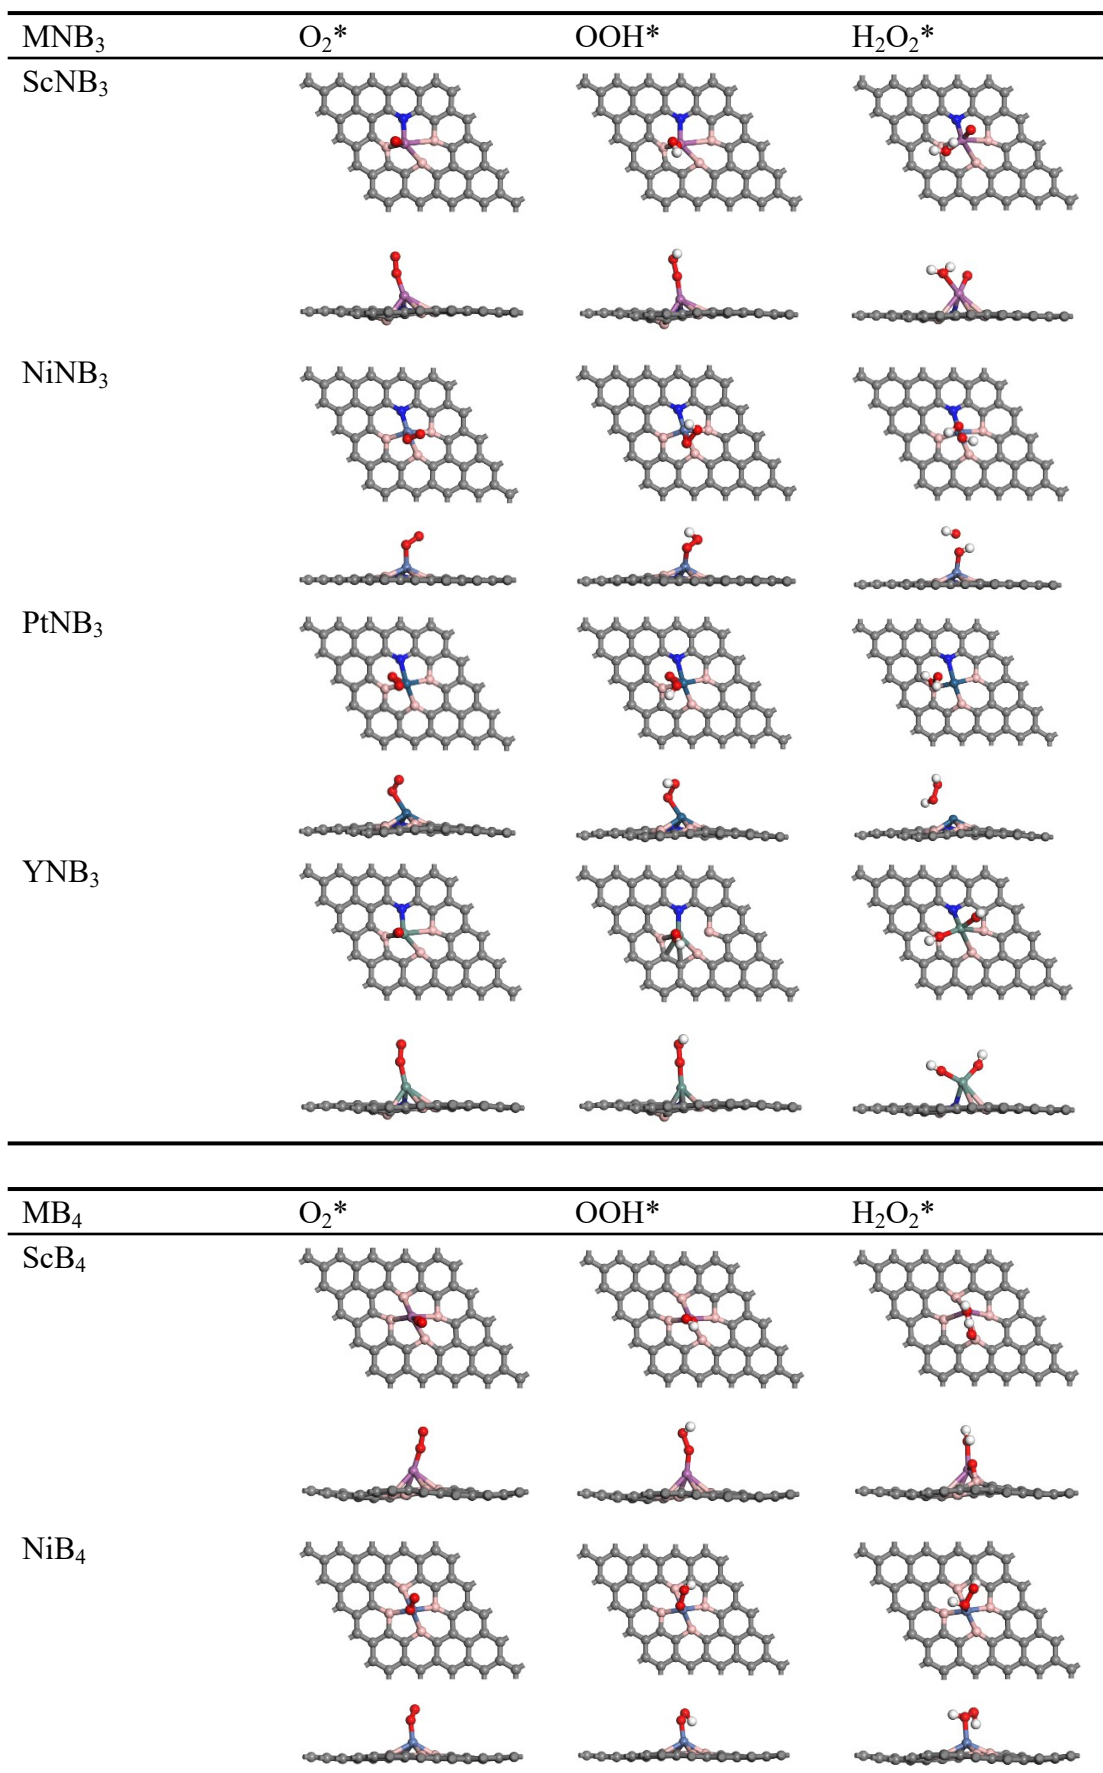 MNB₃ O₂* OOH* H₂O₂*
ScNB₃
NiNB₃
PtNB₃
YNB₃
MB₄ O₂* OOH* H₂O₂*
ScB₄
NiB₄